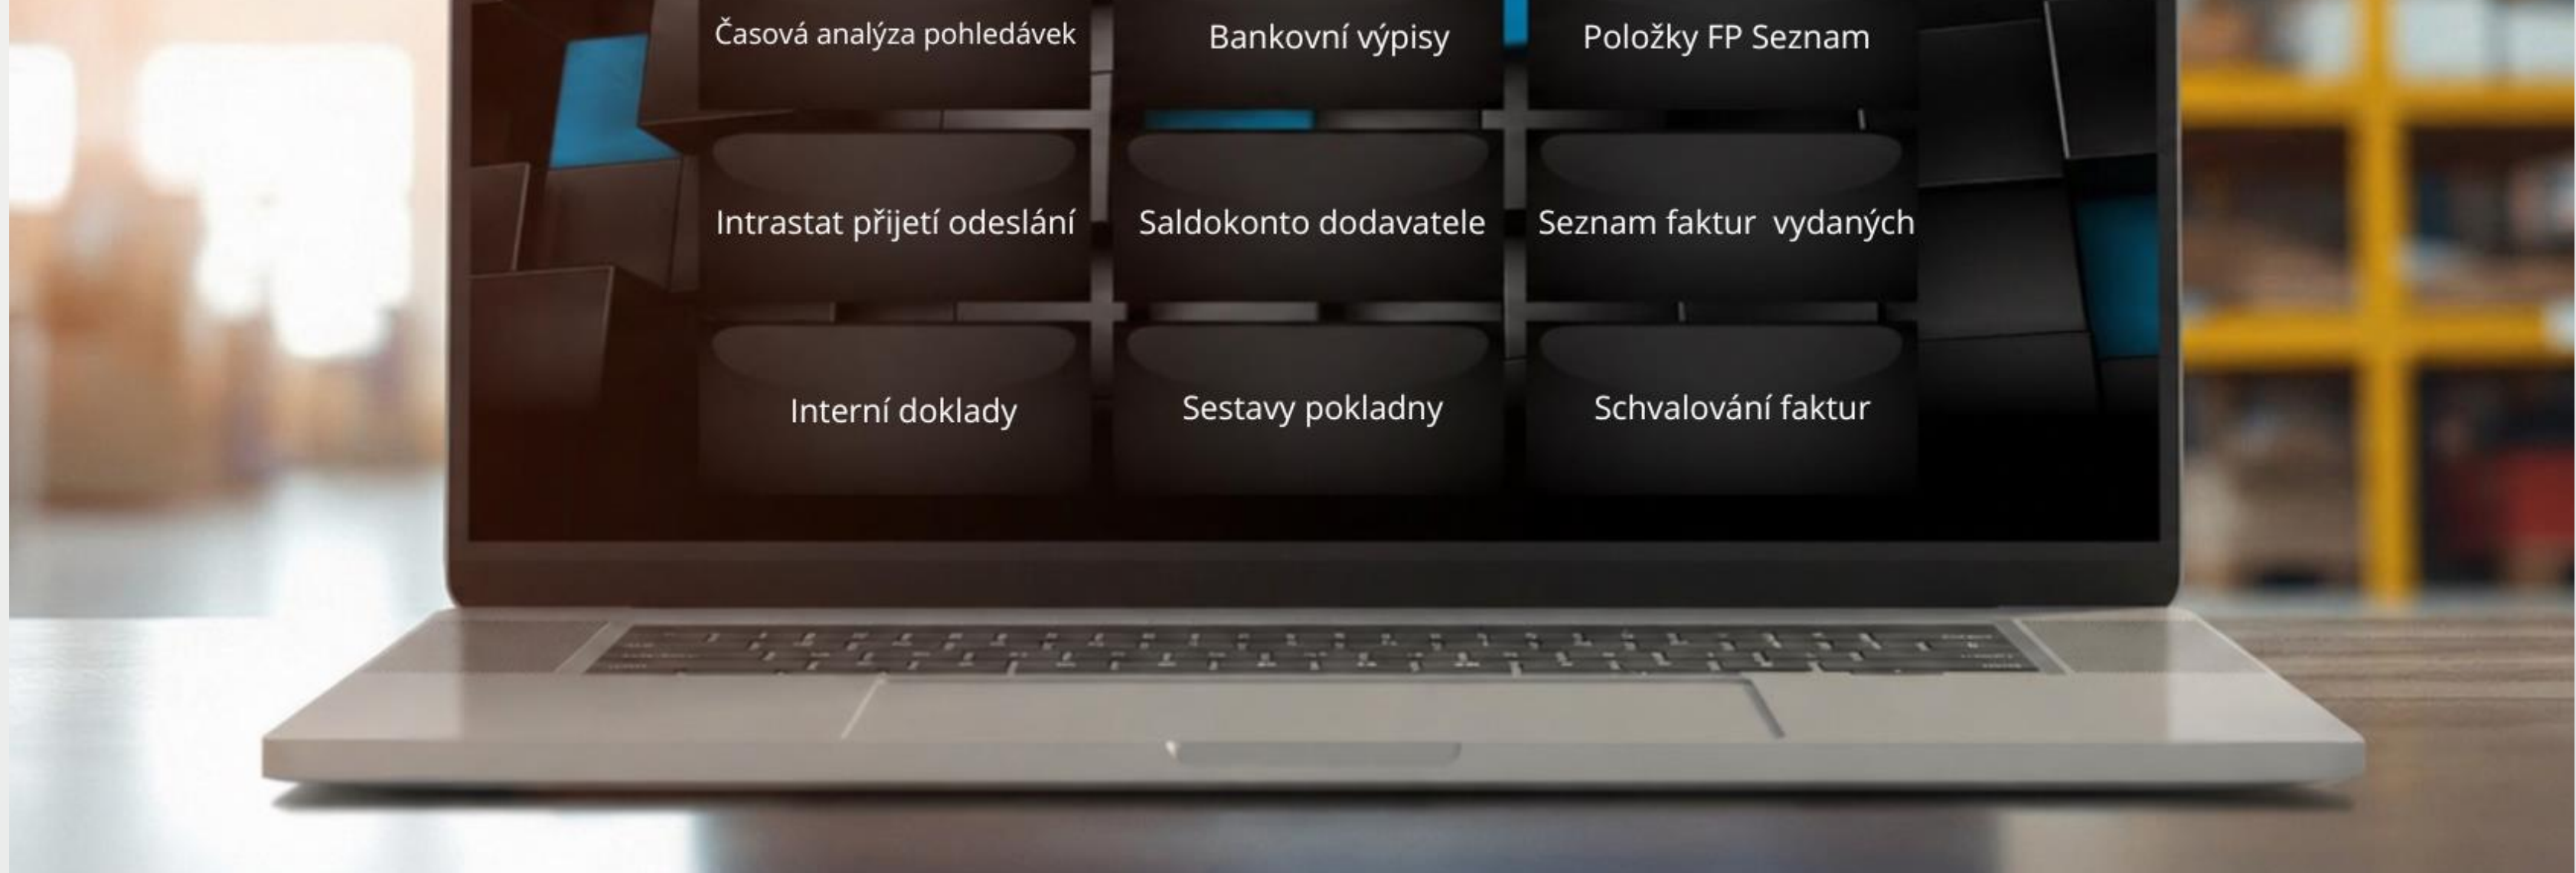 Časová analýza pohledávek
Bankovní výpisy
Položky FP Seznam
Intrastat přijetí odeslání
Saldokonto dodavatele
Seznam faktur  vydaných
Interní doklady
Sestavy pokladny
Schvalování faktur